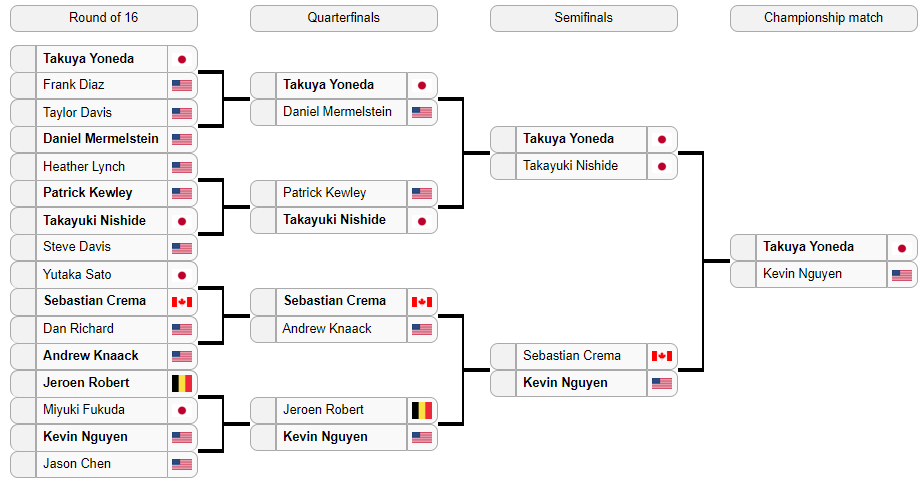 Round of 16
Quarterfinals
Semifinals
Championship match
Takuya Yoneda
Frank Diaz
Taylor Davis
Daniel Mermelstein
Heather Lynch
Patrick Kewley
Takayuki Nishide
Steve Davis
Yutaka Sato
Sebastian Crema
Dan Richard
Andrew Knaack
Jeroen Robert
Miyuki Fukuda
Kevin Nguyen
Jason Chen
Takuya Yoneda
Daniel Mermelstein
Patrick Kewley
Takayuki Nishide
Sebastian Crema
Andrew Knaack
Jeroen Robert
Kevin Nguyen
Takuya Yoneda
Takayuki Nishide
Sebastian Crema
Kevin Nguyen
Takuya Yoneda
Kevin Nguyen